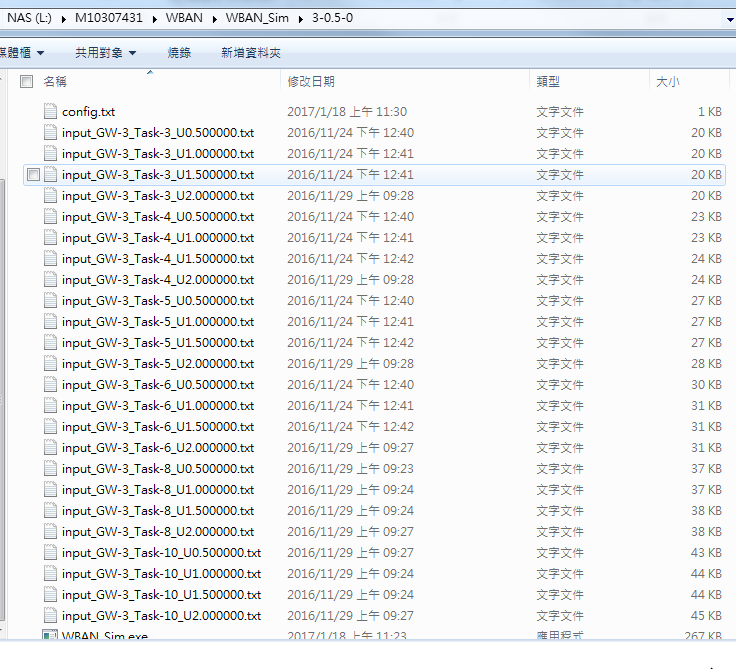 NAS (L:) ▸ M10307431 ▸ WBAN ▸ WBAN_Sim ▸ 3-0.5-0
媒體櫃 ▼ 共用對象 ▼ 燒錄 新增資料夾
名稱 修改日期 類型 大小
config.txt 2017/1/18 上午 11:30 文字文件 1 KB
input_GW-3_Task-3_U0.500000.txt 2016/11/24 下午 12:40 文字文件 20 KB
input_GW-3_Task-3_U1.000000.txt 2016/11/24 下午 12:41 文字文件 20 KB
input_GW-3_Task-3_U1.500000.txt 2016/11/24 下午 12:41 文字文件 20 KB
input_GW-3_Task-3_U2.000000.txt 2016/11/29 上午 09:28 文字文件 20 KB
input_GW-3_Task-4_U0.500000.txt 2016/11/24 下午 12:40 文字文件 23 KB
input_GW-3_Task-4_U1.000000.txt 2016/11/24 下午 12:41 文字文件 23 KB
input_GW-3_Task-4_U1.500000.txt 2016/11/24 下午 12:42 文字文件 24 KB
input_GW-3_Task-4_U2.000000.txt 2016/11/29 上午 09:28 文字文件 24 KB
input_GW-3_Task-5_U0.500000.txt 2016/11/24 下午 12:40 文字文件 27 KB
input_GW-3_Task-5_U1.000000.txt 2016/11/24 下午 12:41 文字文件 27 KB
input_GW-3_Task-5_U1.500000.txt 2016/11/24 下午 12:42 文字文件 27 KB
input_GW-3_Task-5_U2.000000.txt 2016/11/29 上午 09:28 文字文件 28 KB
input_GW-3_Task-6_U0.500000.txt 2016/11/24 下午 12:40 文字文件 30 KB
input_GW-3_Task-6_U1.000000.txt 2016/11/24 下午 12:41 文字文件 31 KB
input_GW-3_Task-6_U1.500000.txt 2016/11/24 下午 12:42 文字文件 31 KB
input_GW-3_Task-6_U2.000000.txt 2016/11/29 上午 09:27 文字文件 31 KB
input_GW-3_Task-8_U0.500000.txt 2016/11/29 上午 09:23 文字文件 37 KB
input_GW-3_Task-8_U1.000000.txt 2016/11/29 上午 09:24 文字文件 37 KB
input_GW-3_Task-8_U1.500000.txt 2016/11/29 上午 09:24 文字文件 38 KB
input_GW-3_Task-8_U2.000000.txt 2016/11/29 上午 09:27 文字文件 38 KB
input_GW-3_Task-10_U0.500000.txt 2016/11/29 上午 09:27 文字文件 43 KB
input_GW-3_Task-10_U1.000000.txt 2016/11/29 上午 09:24 文字文件 44 KB
input_GW-3_Task-10_U1.500000.txt 2016/11/29 上午 09:24 文字文件 44 KB
input_GW-3_Task-10_U2.000000.txt 2016/11/29 上午 09:27 文字文件 45 KB
WBAN_Sim.exe 2017/1/18 上午 11:23 應用程式 267 KB